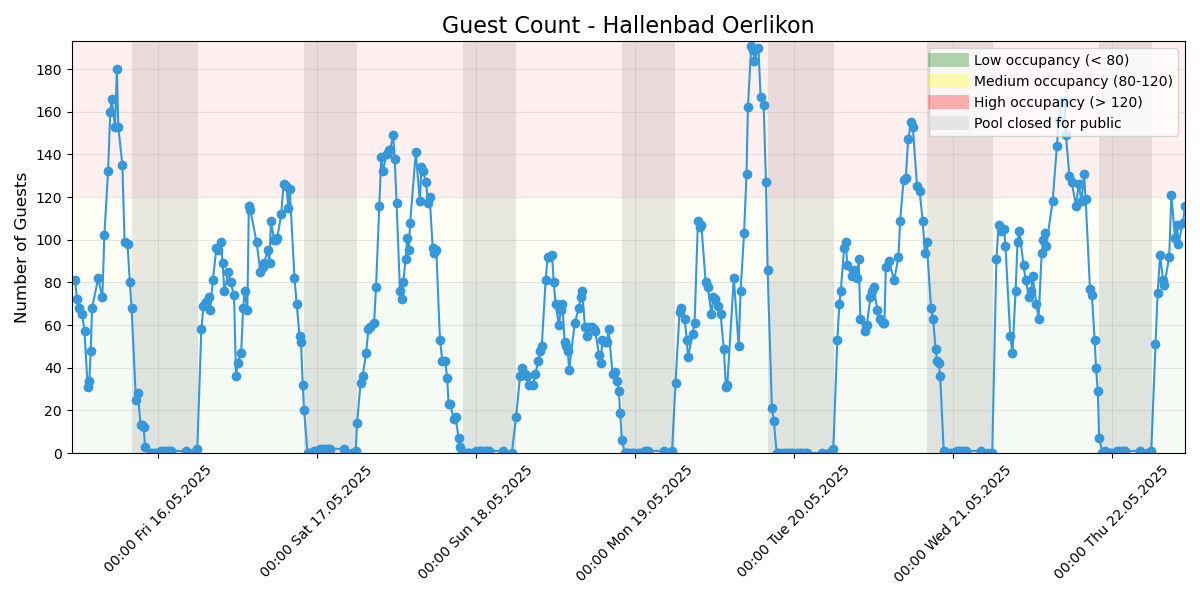 Guest Count - Hallenbad Oerlikon
Number of Guests
180
160
140
120
100
80
60
40
20
0
Low occupancy (< 80)
Medium occupancy (80-120)
High occupancy (> 120)
Pool closed for public
00:00 Fri 16.05.2025
00:00 Sat 17.05.2025
00:00 Sun 18.05.2025
00:00 Mon 19.05.2025
00:00 Tue 20.05.2025
00:00 Wed 21.05.2025
00:00 Thu 22.05.2025